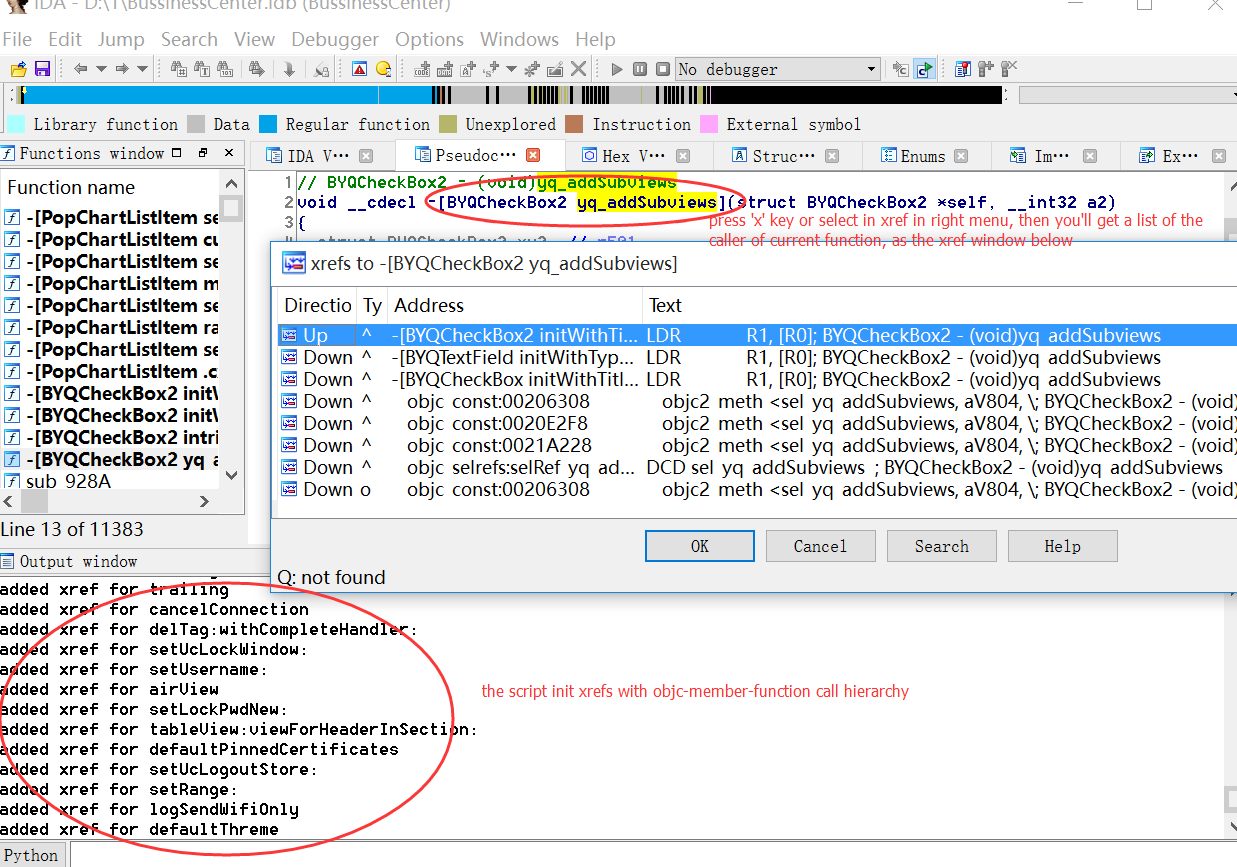 IDA - D:\1\BussinessCenter.idb (BussinessCenter)
File Edit Jump Search View Debugger Options Windows Help
No debugger
Library function Data Regular function Unexplored Instruction External symbol
Functions window
IDA V··· Pseudoc··· Hex V··· Struc··· Enums Im··· Ex···
Function name
-[PopChartListItem se
-[PopChartListItem cu
-[PopChartListItem se
-[PopChartListItem m
-[PopChartListItem se
-[PopChartListItem ra
-[PopChartListItem se
-[PopChartListItem .c
-[BYQCheckBox2 init
-[BYQCheckBox2 init
-[BYQCheckBox2 intri
-[BYQCheckBox2 yq
sub_928A
Line 13 of 11383
1 // BYQCheckBox2 - (void)yq_addSubviews
2 void __cdecl -[BYQCheckBox2 yq_addSubviews](struct BYQCheckBox2 *self, __int32 a2)
3 {
press 'x' key or select in xref in right menu, then you'll get a list of the
caller of current function, as the xref window below
xrefs to -[BYQCheckBox2 yq_addSubviews]
Directio Ty Address Text
Up ^ -[BYQCheckBox2 initWithTi... LDR R1, [R0]; BYQCheckBox2 - (void)yq addSubviews
Down ^ -[BYQTextField initWithTyp... LDR R1, [R0]; BYQCheckBox2 - (void)yq addSubviews
Down ^ -[BYQCheckBox initWithTitl... LDR R1, [R0]; BYQCheckBox2 - (void)yq addSubviews
Down ^ objc const:00206308 objc2 meth <sel yq addSubviews, aV804, \; BYQCheckBox2 - (void)
Down ^ objc const:0020E2F8 objc2 meth <sel yq addSubviews, aV804, \; BYQCheckBox2 - (void)
Down ^ objc const:0021A228 objc2 meth <sel yq addSubviews, aV804, \; BYQCheckBox2 - (void)
Down ^ objc selrefs:selRef yq ad... DCD sel yq addSubviews ; BYQCheckBox2 - (void)yq addSubviews
Down o objc const:00206308 objc2 meth <sel yq addSubviews, aV804, \; BYQCheckBox2 - (void)
OK Cancel Search Help
Q: not found
Output window
added xref for trailing
added xref for cancelConnection
added xref for delTag:withCompleteHandler:
added xref for setUcLockWindow:
added xref for setUsername:
added xref for airView
added xref for setLockPwdNew:
added xref for tableView:viewForHeaderInSection:
added xref for defaultPinnedCertificates
added xref for setUcLogoutStore:
added xref for setRange:
added xref for logSendWifiOnly
added xref for defaultThreme
the script init xrefs with objc-member-function call hierarchy
Python